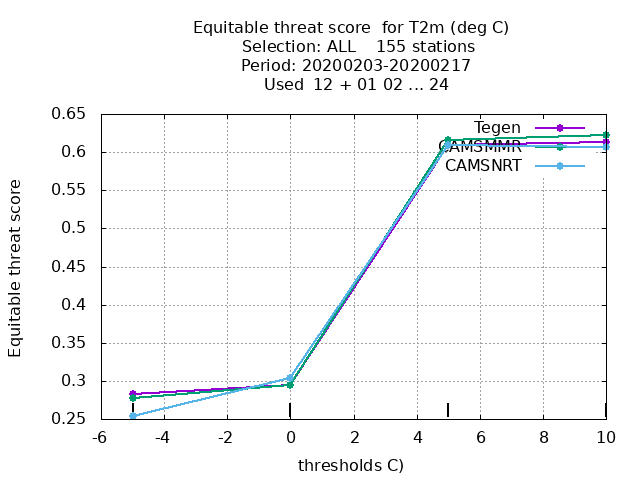 Equitable threat score  for T2m (deg C)
Selection: ALL    155 stations
Period: 20200203-20200217
Used  12 + 01 02 ... 24
Equitable threat score
0.65
0.6
0.55
0.5
0.45
0.4
0.35
0.3
0.25
Tegen
CAMSMMR
CAMSNRT
-6
-4
-2
0
2
4
6
8
10
thresholds C)